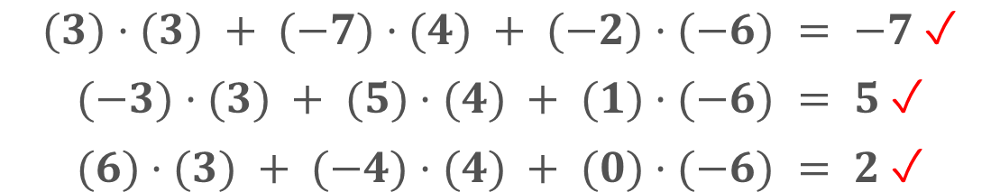 (3) · (3) + (−7) · (4) + (−2) · (−6) = −7 ✓
(−3) · (3) + (5) · (4) + (1) · (−6) = 5 ✓
(6) · (3) + (−4) · (4) + (0) · (−6) = 2 ✓